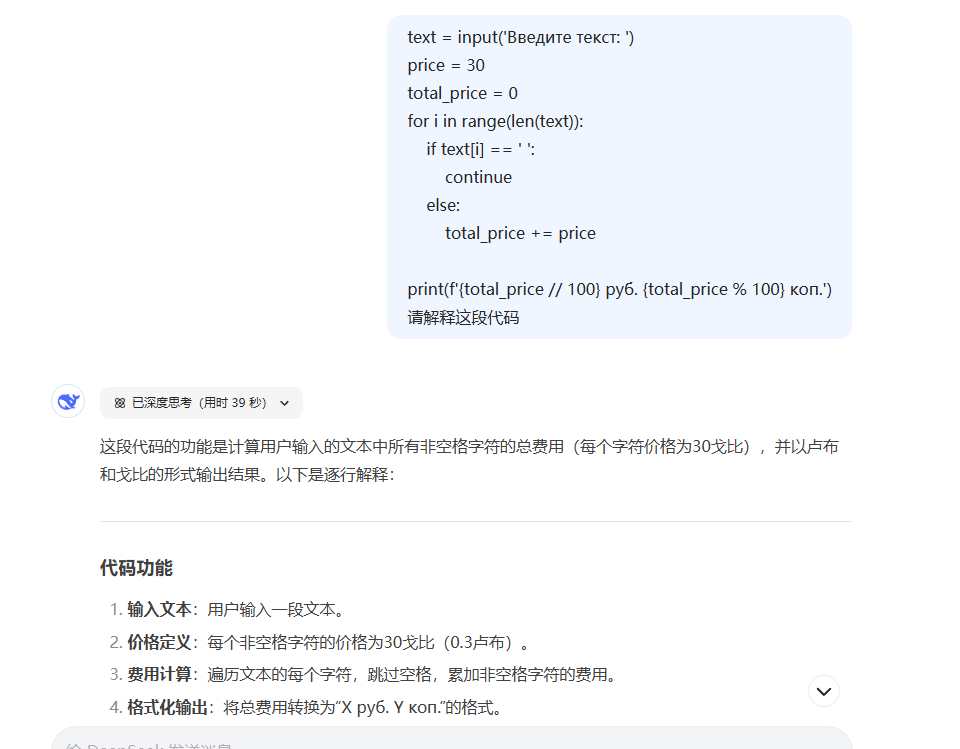 text = input('Введите текст: ')
price = 30
total_price = 0
for i in range(len(text)):
if text[i] == ' ':
continue
else:
total_price += price
print(f'{total_price // 100} руб. {total_price % 100} коп.')
请解释这段代码
已深度思考（用时 39 秒）
这段代码的功能是计算用户输入的文本中所有非空格字符的总费用（每个字符价格为30戈比），并以卢布
和戈比的形式输出结果。以下是逐行解释：
代码功能
1. 输入文本：用户输入一段文本。
2. 价格定义：每个非空格字符的价格为30戈比（0.3卢布）。
3. 费用计算：遍历文本的每个字符，跳过空格，累加非空格字符的费用。
4. 格式化输出：将总费用转换为“X руб. Y коп.”的格式。
给 DeepSeek 发送消息